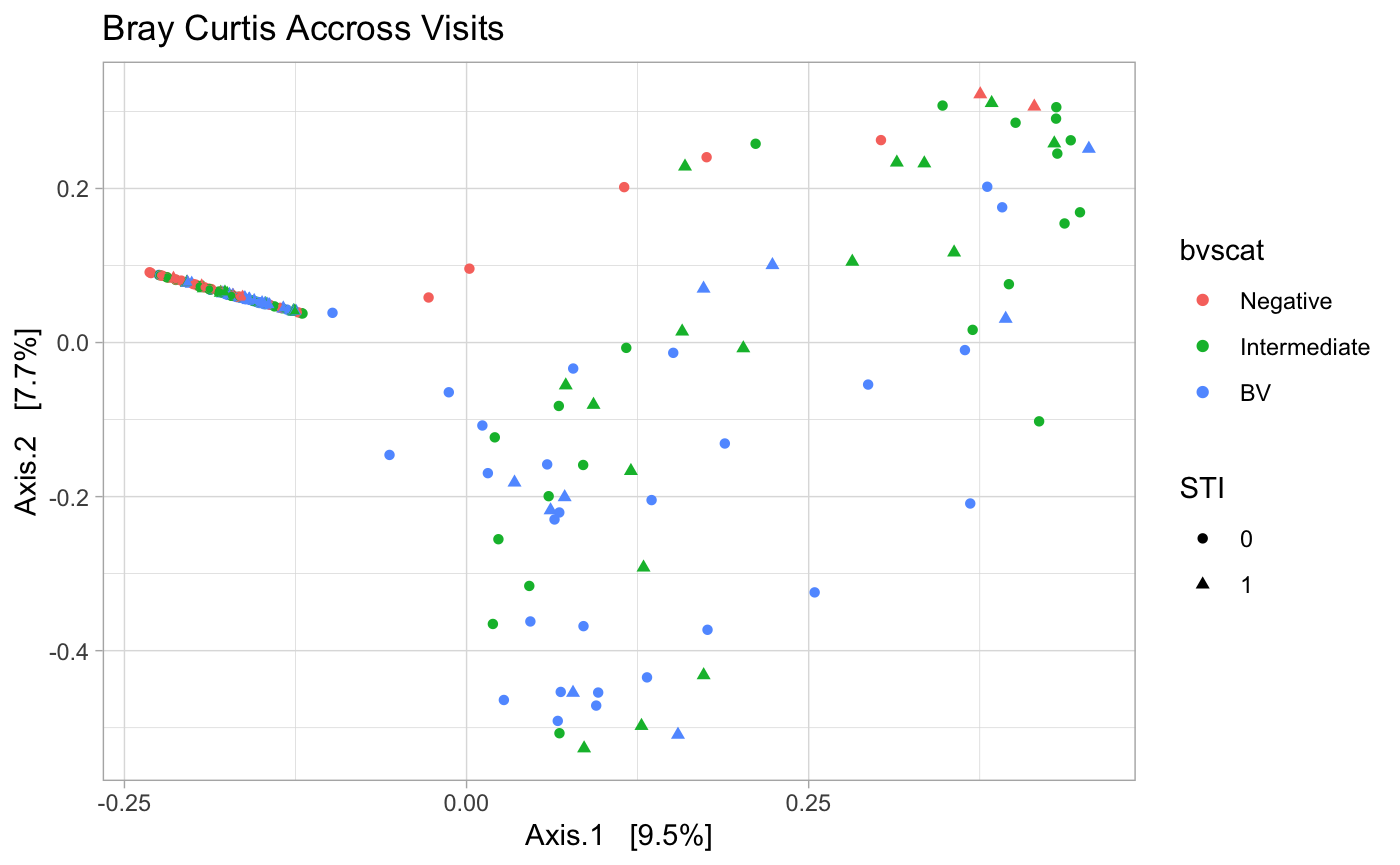 Bray Curtis Accross Visits
0.2
0.0
-0.2
-0.4
Axis.2 [7.7%]
-0.25
0.00
0.25
Axis.1 [9.5%]
bvscat
Negative
Intermediate
BV
STI
0
1